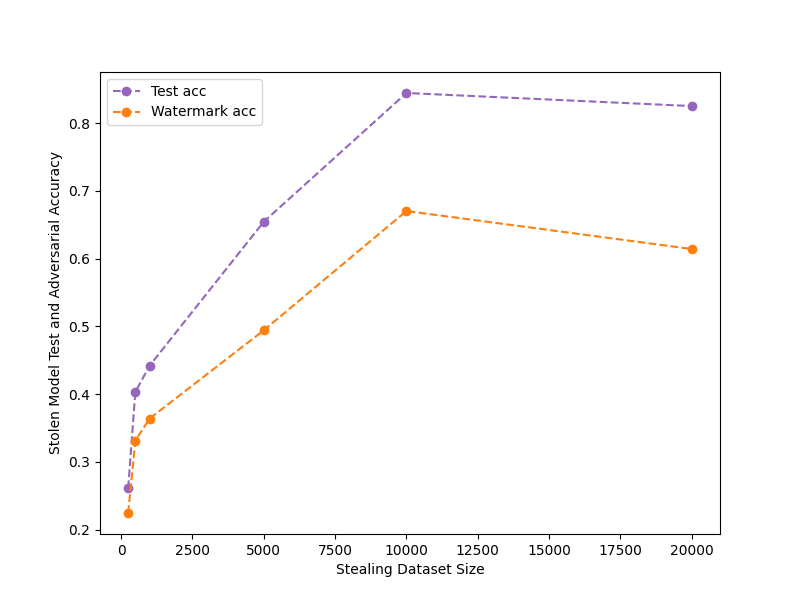 Test acc
Watermark acc
Stolen Model Test and Adversarial Accuracy
0.8
0.7
0.6
0.5
0.4
0.3
0.2
0 2500 5000 7500 10000 12500 15000 17500 20000
Stealing Dataset Size